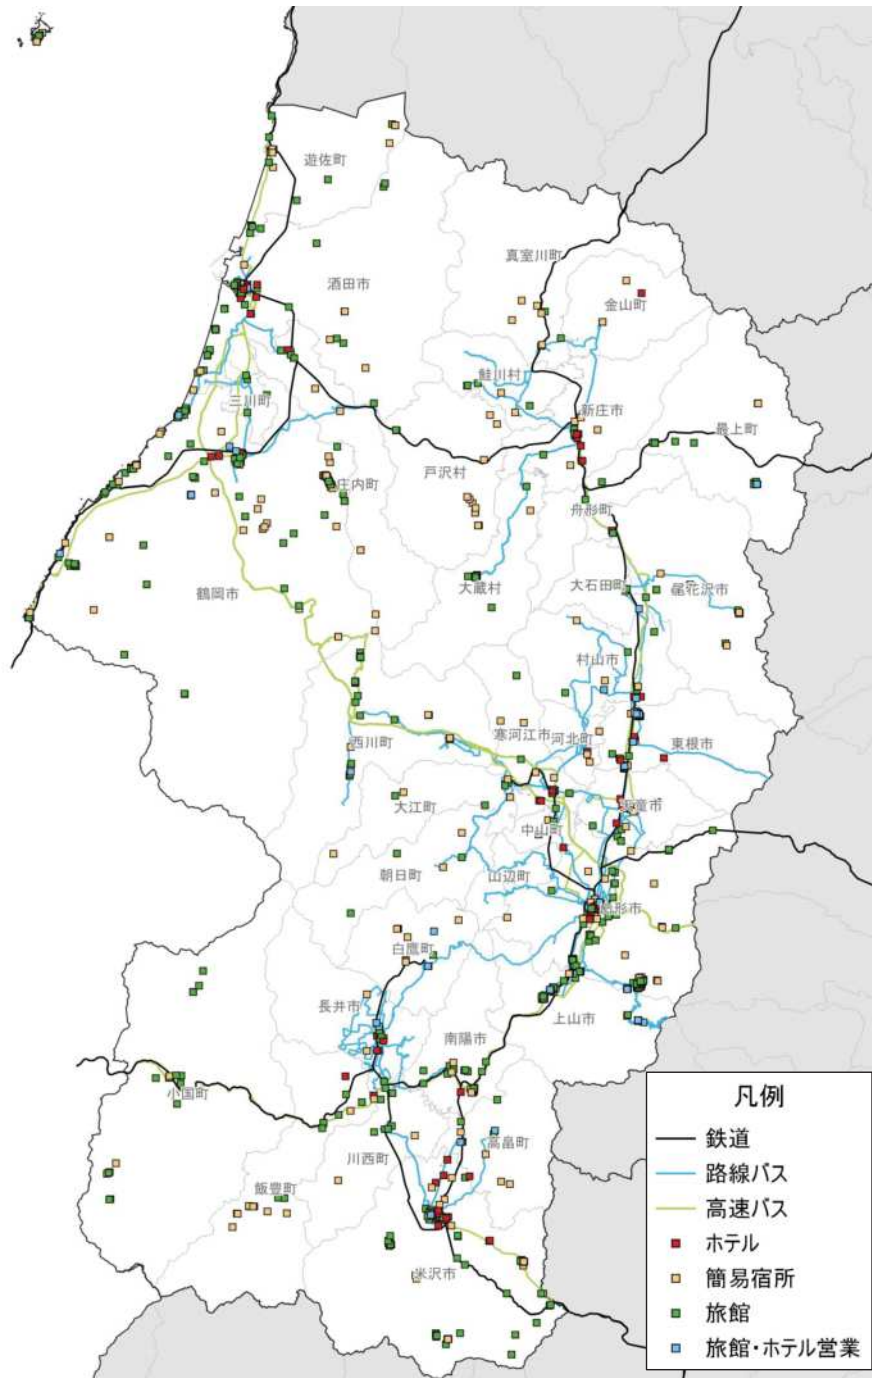 遊佐町
真室川町
酒田市
金山町
鮭川村
三川町
新庄市
最上町
戸沢村
庄内町
舟形町
大蔵村
大石田町
尾花沢市
鶴岡市
村山市
寒河江市
河北町
西川町
東根市
大江町
天童市
中山町
朝日町
山辺町
山形市
白鷹町
長井市
上山市
南陽市
小国町
高畠町
川西町
飯豊町
米沢市
凡例
鉄道
路線バス
高速バス
ホテル
簡易宿所
旅館
旅館・ホテル営業